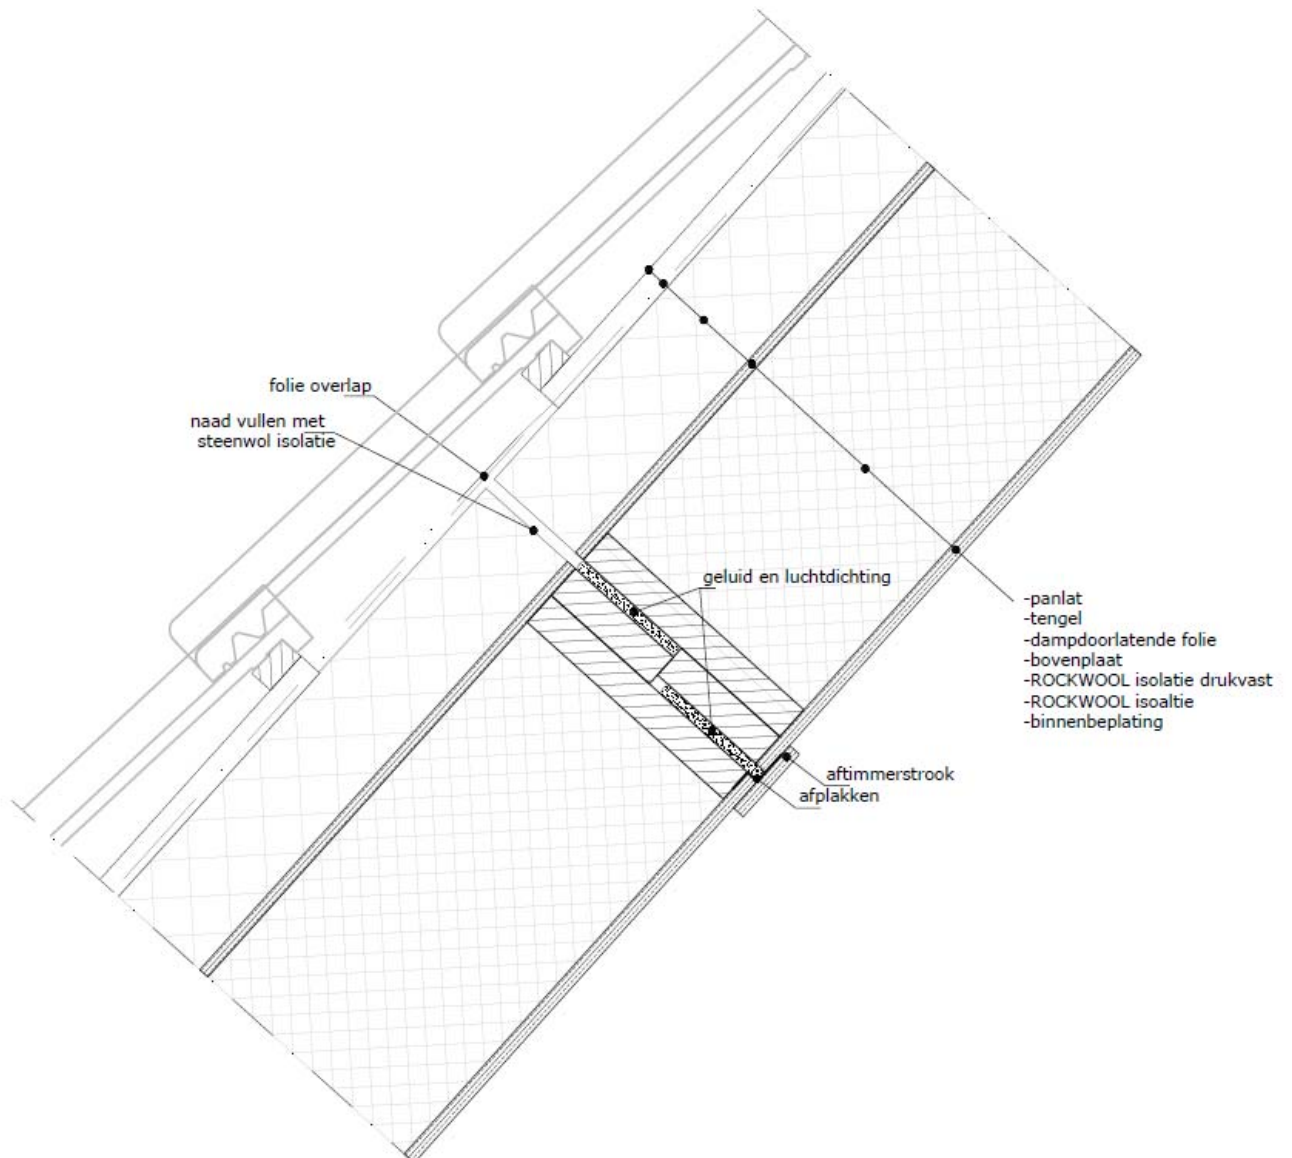 folie overlap
naad vullen met
steenwol isolatie
geluid en luchtdichting
-panlat
-tengel
-dampdoorlatende folie
-bovenplaat
-ROCKWOOL isolatie drukvast
-ROCKWOOL isoaltie
-binnenbeplating
aftimmerstrook
afplakken